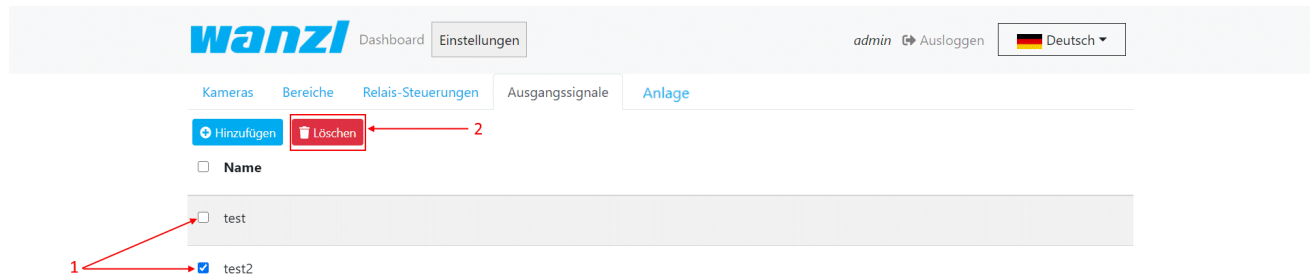 wanzl Dashboard Einstellungen admin Ausloggen Deutsch
Kameras Bereiche Relais-Steuerungen Ausgangssignale Anlage
Hinzufügen Löschen 2
Name
test
1 test2